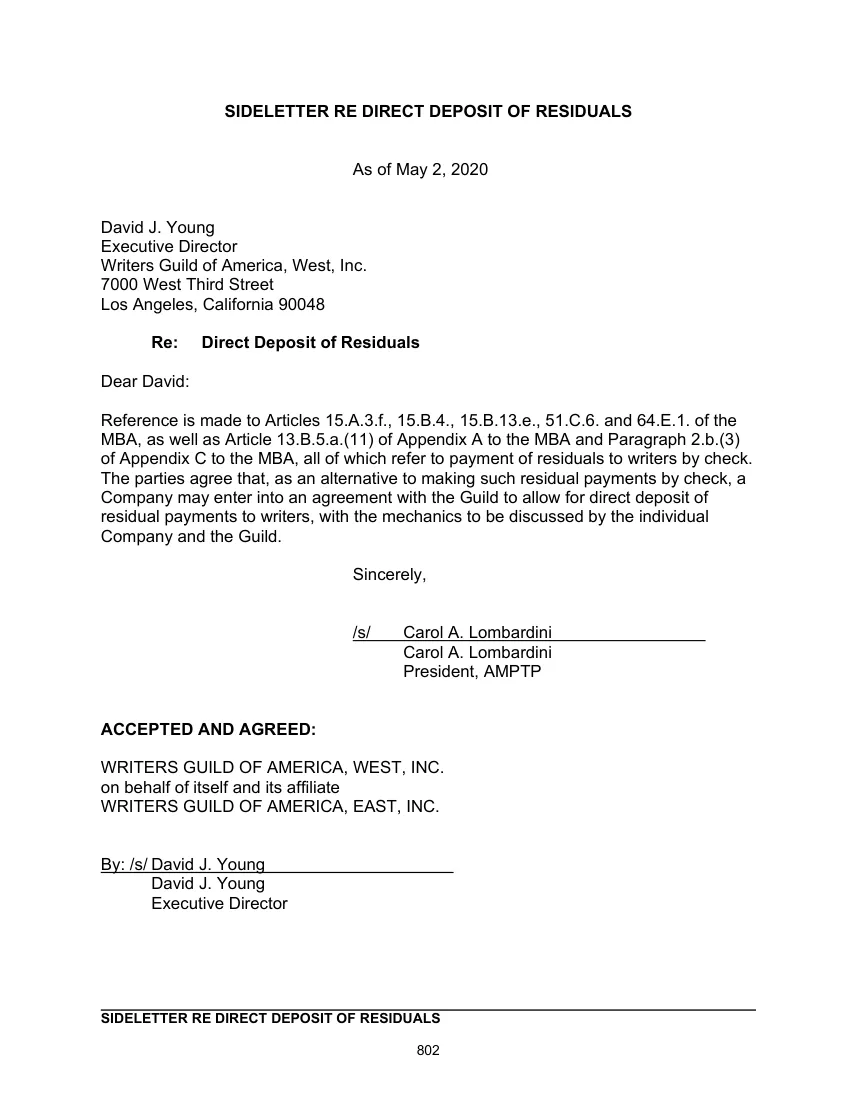 SIDELETTER RE DIRECT DEPOSIT OF RESIDUALS
As of May 2, 2020
David J. Young
Executive Director
Writers Guild of America, West, Inc.
7000 West Third Street
Los Angeles, California 90048
Re: Direct Deposit of Residuals
Dear David:
Reference is made to Articles 15.A.3.f., 15.B.4., 15.B.13.e., 51.C.6. and 64.E.1. of the
MBA, as well as Article 13.B.5.a.(11) of Appendix A to the MBA and Paragraph 2.b.(3)
of Appendix C to the MBA, all of which refer to payment of residuals to writers by check.
The parties agree that, as an alternative to making such residual payments by check, a
Company may enter into an agreement with the Guild to allow for direct deposit of
residual payments to writers, with the mechanics to be discussed by the individual
Company and the Guild.
Sincerely,
/s/ Carol A. Lombardini
Carol A. Lombardini
President, AMPTP
ACCEPTED AND AGREED:
WRITERS GUILD OF AMERICA, WEST, INC.
on behalf of itself and its affiliate
WRITERS GUILD OF AMERICA, EAST, INC.
By: /s/ David J. Young
David J. Young
Executive Director
SIDELETTER RE DIRECT DEPOSIT OF RESIDUALS
802